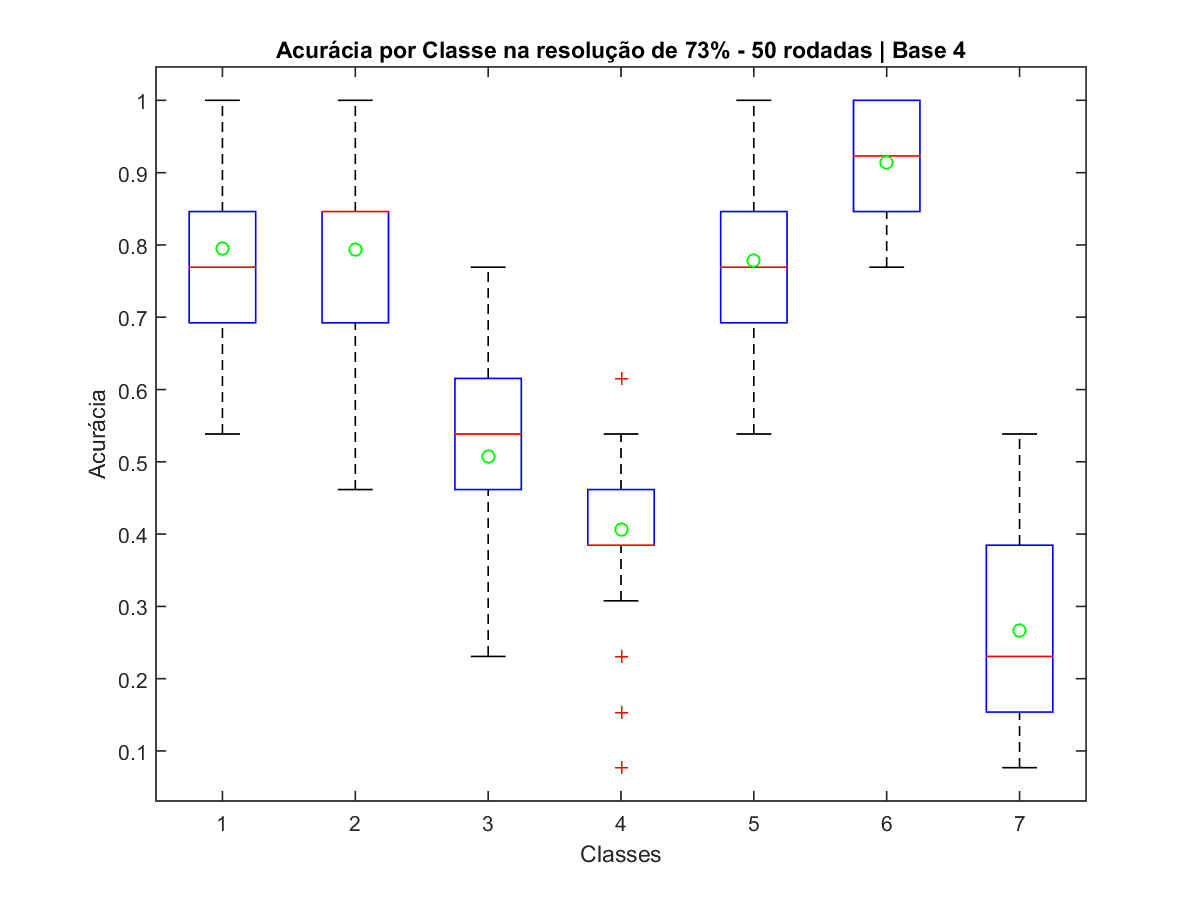 Acurácia por Classe na resolução de 73% - 50 rodadas | Base 4
1
0.9
0.8
0.7
0.6
0.5
0.4
0.3
0.2
0.1
Acurácia
1 2 3 4 5 6 7
Classes